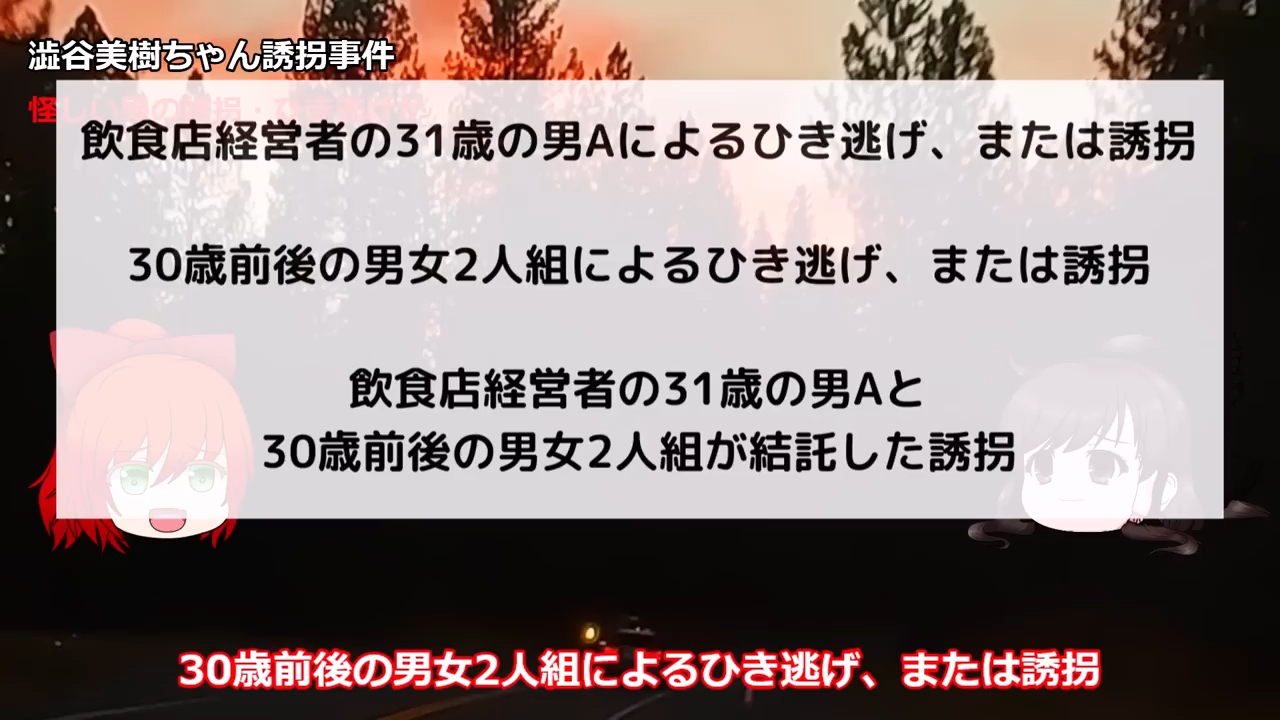 澁谷美樹ちゃん誘拐事件
飲食店経営者の31歳の男Aによるひき逃げ、または誘拐
30歳前後の男女2人組によるひき逃げ、または誘拐
飲食店経営者の31歳の男Aと
30歳前後の男女2人組が結託した誘拐
30歳前後の男女2人組によるひき逃げ、または誘拐